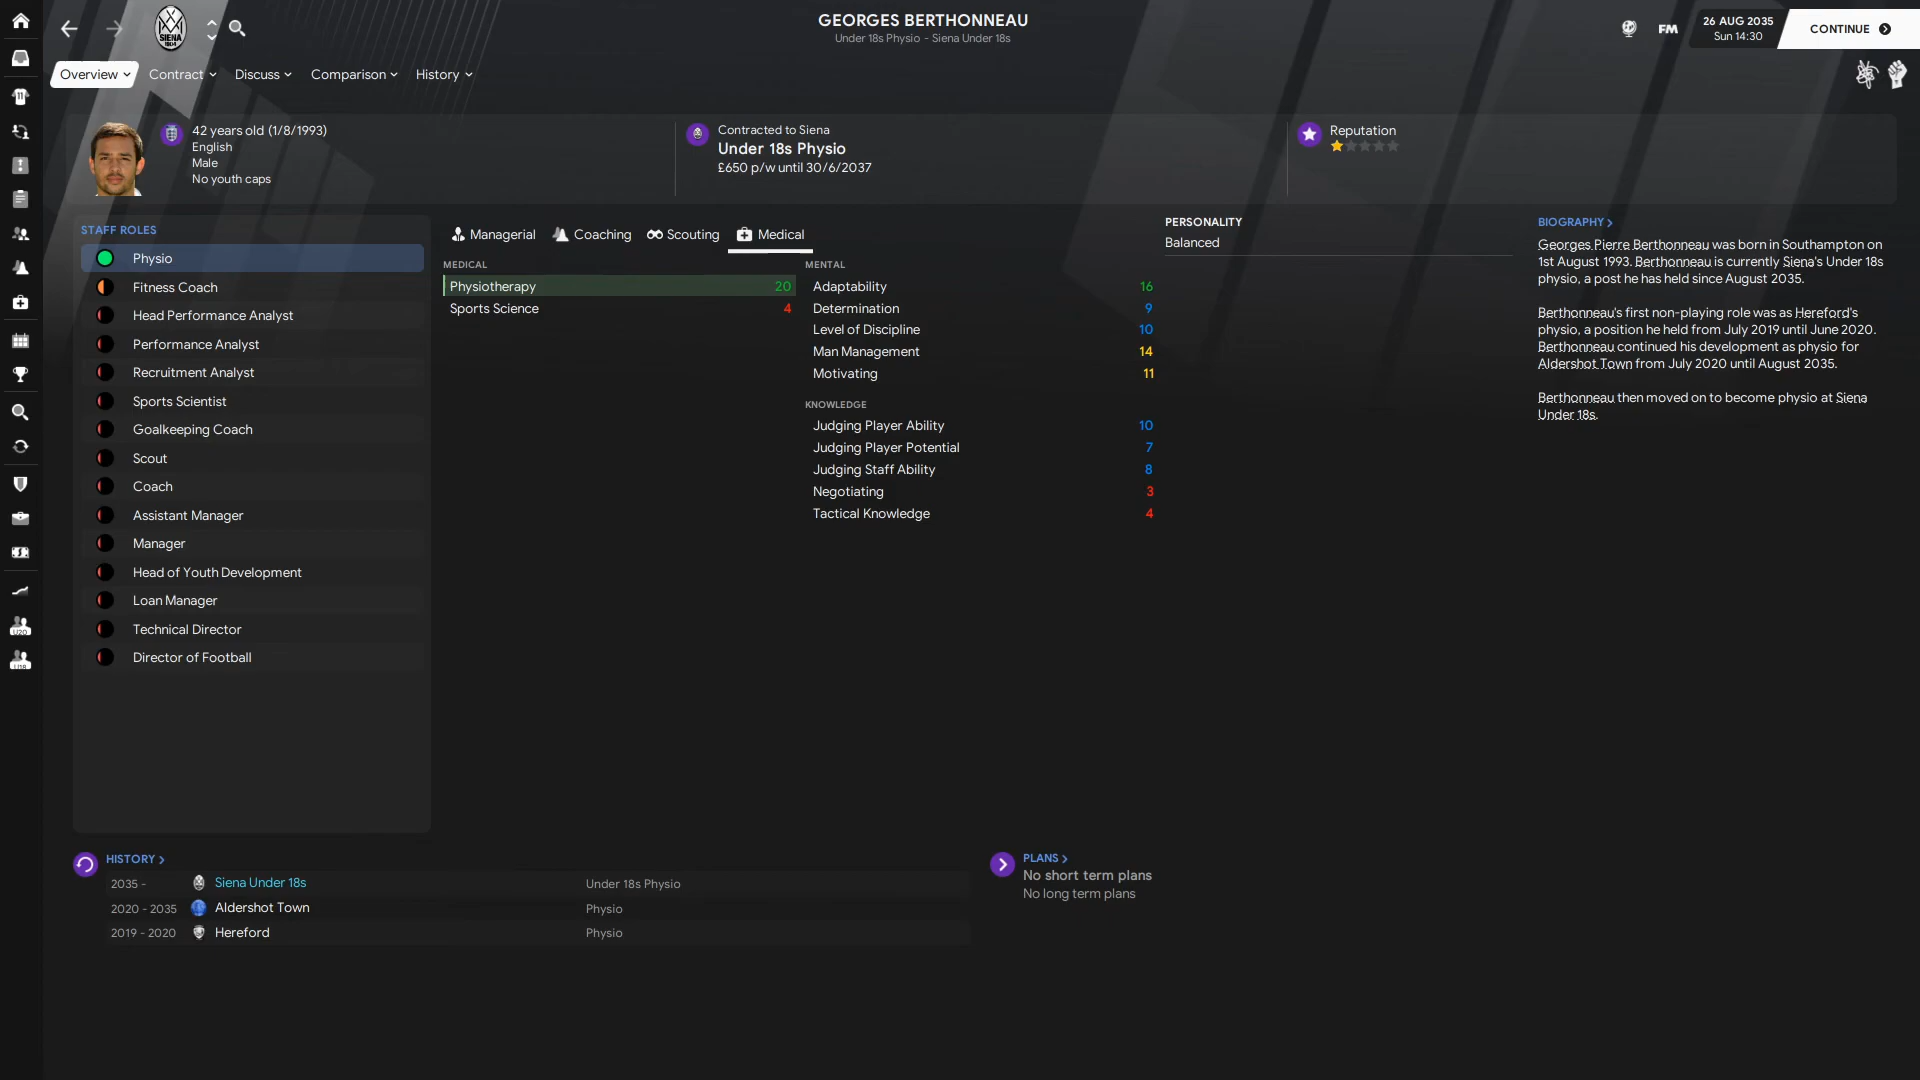 GEORGES BERTHONNEAU
Under 18s Physio - Siena Under 18s
SIENA
1904
FM
26 AUG 2035
Sun 14:30
CONTINUE
Overview
Contract
Discuss
Comparison
History
42 years old (1/8/1993)
English
Male
No youth caps
Contracted to Siena
Under 18s Physio
£650 p/w until 30/6/2037
Reputation
STAFF ROLES
Physio
Fitness Coach
Head Performance Analyst
Performance Analyst
Recruitment Analyst
Sports Scientist
Goalkeeping Coach
Scout
Coach
Assistant Manager
Manager
Head of Youth Development
Loan Manager
Technical Director
Director of Football
Managerial
Coaching
Scouting
Medical
MEDICAL
Physiotherapy 20
Sports Science 4
MENTAL
Adaptability 16
Determination 9
Level of Discipline 10
Man Management 14
Motivating 11
KNOWLEDGE
Judging Player Ability 10
Judging Player Potential 7
Judging Staff Ability 8
Negotiating 3
Tactical Knowledge 4
PERSONALITY
Balanced
BIOGRAPHY
Georges Pierre Berthonneau was born in Southampton on
1st August 1993. Berthonneau is currently Siena's Under 18s
physio, a post he has held since August 2035.
Berthonneau's first non-playing role was as Hereford's
physio, a position he held from July 2019 until June 2020.
Berthonneau continued his development as physio for
Aldershot Town from July 2020 until August 2035.
Berthonneau then moved on to become physio at Siena
Under 18s.
HISTORY
2035 - Siena Under 18s Under 18s Physio
2020 - 2035 Aldershot Town Physio
2019 - 2020 Hereford Physio
PLANS
No short term plans
No long term plans
11
U20
U18